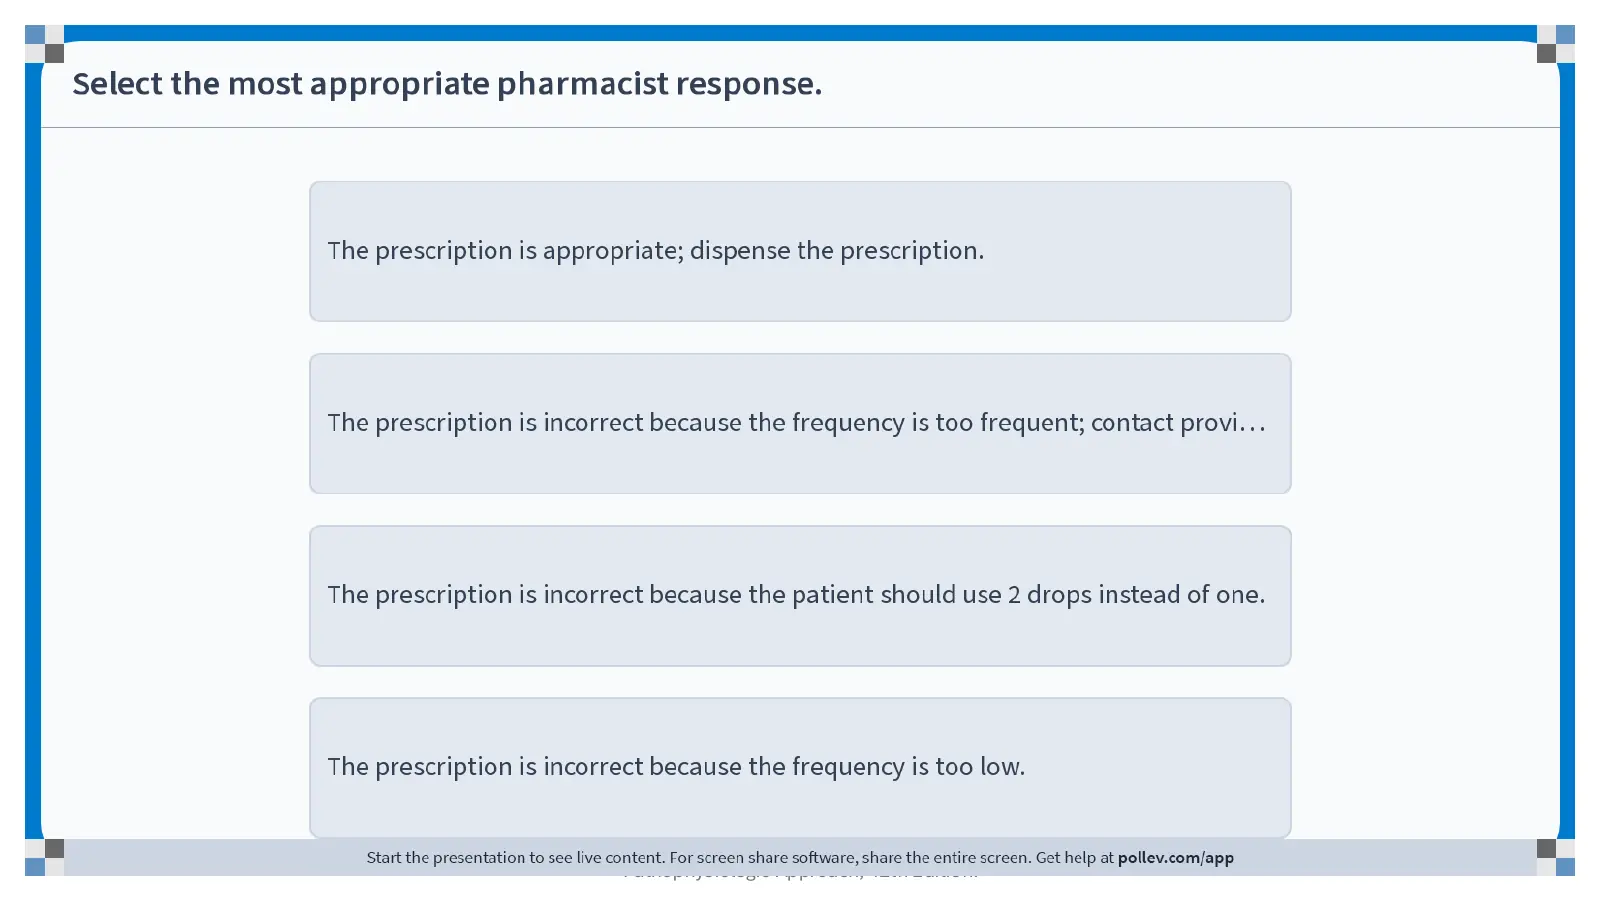 Select the most appropriate pharmacist response.
The prescription is appropriate; dispense the prescription.
The prescription is incorrect because the frequency is too frequent; contact provi…
The prescription is incorrect because the patient should use 2 drops instead of one.
The prescription is incorrect because the frequency is too low.
Start the presentation to see live content. For screen share software, share the entire screen. Get help at pollev.com/app